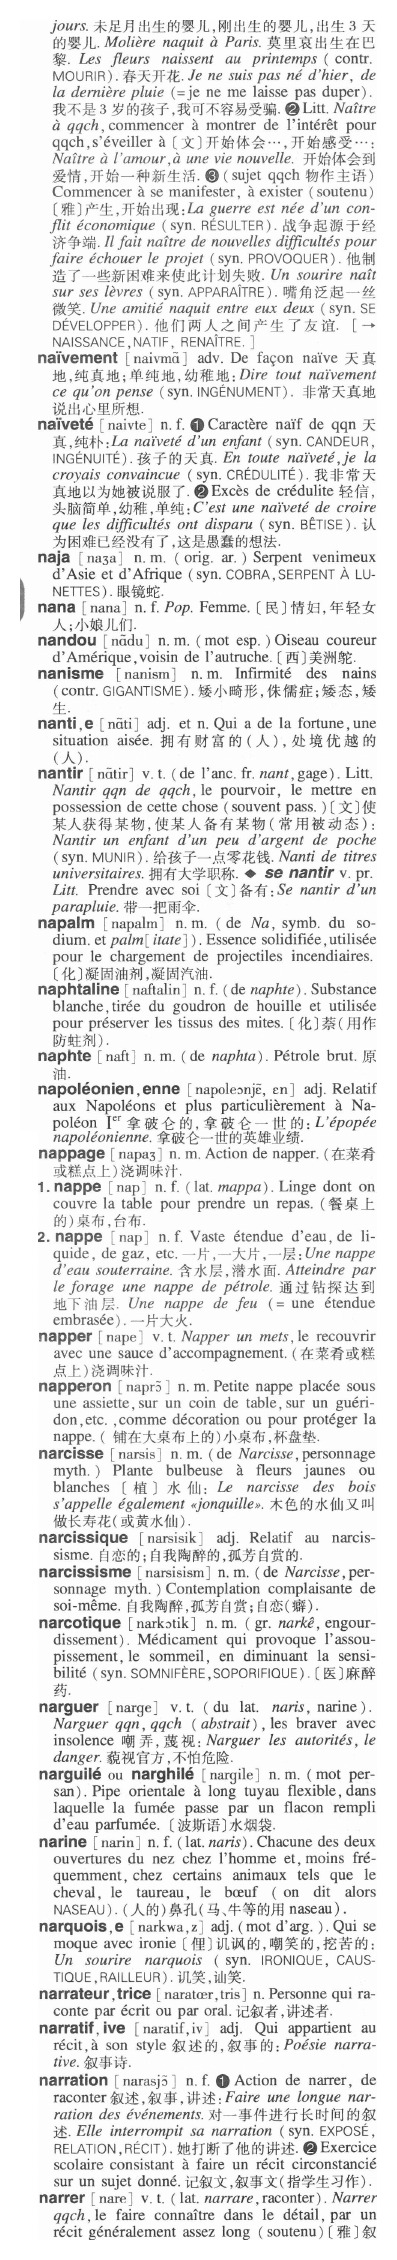 jours. 未足月出生的婴儿,刚出生的婴儿,出生 3 天
的婴儿. Molière naquit à Paris. 莫里哀出生在巴
黎. Les fleurs naissent au printemps ( contr.
MOURIR ). 春天开花. Je ne suis pas né d'hier, de
la dernière pluie (=je ne me laisse pas duper).
我不是 3 岁的孩子,我可不容易受骗. ❷ Litt. Naître
à qqch, commencer à montrer de l'intérêt pour
qqch, s'éveiller à 〔文〕开始体会…,开始感受…:
Naître à l'amour, à une vie nouvelle. 开始体会到
爱情,开始一种新生活. ❸ ( sujet qqch 物作主语)
Commencer à se manifester, à exister (soutenu)
〔雅〕产生,开始出现: La guerre est née d'un con-
flit économique ( syn. RÉSULTER ). 战争起源于经
济争端. Il fait naître de nouvelles difficultés pour
faire échouer le projet ( syn. PROVOQUER ). 他制
造了一些新困难来使此计划失败. Un sourire naît
sur ses lèvres ( syn. APPARAÎTRE ). 嘴角泛起一丝
微笑. Une amitié naquit entre eux deux ( syn. SE
DÉVELOPPER ). 他们两人之间产生了友谊. [ →
NAISSANCE, NATIF, RENAÎTRE. ]
naïvement [ naivmɑ̃ ] adv. De façon naïve 天真
地,纯真地;单纯地,幼稚地: Dire tout naïvement
ce qu'on pense ( syn. INGÉNUMENT ). 非常天真地
说出心里所想.
naïveté [ naivte ] n. f. ❶ Caractère naïf de qqn 天
真,纯朴: La naïveté d'un enfant ( syn. CANDEUR,
INGÉNUITÉ ). 孩子的天真. En toute naïveté, je la
croyais convaincue ( syn. CRÉDULITÉ ). 我非常天
真地以为她被说服了. ❷ Excès de crédulite 轻信,
头脑简单,幼稚,单纯: C'est une naïveté de croire
que les difficultés ont disparu ( syn. BÊTISE ). 认
为困难已经没有了,这是愚蠢的想法.
naja [ naʒa ] n. m. ( orig. ar. ) Serpent venimeux
d'Asie et d'Afrique ( syn. COBRA, SERPENT À LU-
NETTES ). 眼镜蛇.
nana [ nana ] n. f. Pop. Femme. 〔民〕情妇,年轻女
人;小娘儿们.
nandou [ nɑ̃du ] n. m. ( mot esp. ) Oiseau coureur
d'Amérique, voisin de l'autruche. 〔西〕美洲鸵.
nanisme [ nanism ] n. m. Infirmité des nains
( contr. GIGANTISME ). 矮小畸形,侏儒症;矮态,矮
生.
nanti, e [ nɑ̃ti ] adj. et n. Qui a de la fortune, une
situation aisée. 拥有财富的(人),处境优越的
(人).
nantir [ nɑ̃tir ] v. t. ( de l'anc. fr. nant, gage). Litt.
Nantir qqn de qqch, le pourvoir, le mettre en
possession de cette chose ( souvent pass. )〔文〕使
某人获得某物,使某人备有某物(常用被动态):
Nantir un enfant d'un peu d'argent de poche
( syn. MUNIR ). 给孩子一点零花钱. Nanti de titres
universitaires. 拥有大学职称. ◆ se nantir v. pr.
Litt. Prendre avec soi 〔文〕备有: Se nantir d'un
parapluie. 带一把雨伞.
napalm [ napalm ] n. m. ( de Na, symb. du so-
dium. et palm[ itate ] ). Essence solidifiée, utilisée
pour le chargement de projectiles incendiaires.
〔化〕凝固油剂,凝固汽油.
naphtaline [ naftalin ] n. f. ( de naphte ). Substance
blanche, tirée du goudron de houille et utilisée
pour préserver les tissus des mites. 〔化〕萘(用作
防蛀剂).
naphte [ naft ] n. m. ( de naphta ). Pétrole brut. 原
油.
napoléonien, enne [ napoleɔnjɛ̃, ɛn ] adj. Relatif
aux Napoléons et plus particulièrement à Na-
poléon Ier 拿破仑的,拿破仑一世的: L'épopée
napoléonienne. 拿破仑一世的英雄业绩.
nappage [ napaʒ ] n. m. Action de napper. (在菜肴
或糕点上)浇调味汁.
1. nappe [ nap ] n. f. ( lat. mappa ). Linge dont on
couvre la table pour prendre un repas. (餐桌上
的)桌布,台布.
2. nappe [ nap ] n. f. Vaste étendue d'eau, de li-
quide, de gaz, etc. 一片,一大片,一层: Une nappe
d'eau souterraine. 含水层,潜水面. Atteindre par
le forage une nappe de pétrole. 通过钻探达到
地下油层. Une nappe de feu ( = une étendue
embrasée ). 一片大火.
napper [ nape ] v. t. Napper un mets, le recouvrir
avec une sauce d'accompagnement. (在菜肴或糕
点上)浇调味汁.
napperon [ naprɔ̃ ] n. m. Petite nappe placée sous
une assiette, sur un coin de table, sur un guéri-
don, etc., comme décoration ou pour protéger la
nappe. ( 铺在大桌布上的)小桌布,杯盘垫.
narcisse [ narsis ] n. m. ( de Narcisse, personnage
myth. ) Plante bulbeuse à fleurs jaunes ou
blanches 〔植〕水仙: Le narcisse des bois
s'appelle également «jonquille». 木色的水仙又叫
做长寿花(或黄水仙).
narcissique [ narsisik ] adj. Relatif au narcis-
sisme. 自恋的;自我陶醉的,孤芳自赏的.
narcissisme [ narsisism ] n. m. ( de Narcisse, per-
sonnage myth. ) Contemplation complaisante de
soi-même. 自我陶醉,孤芳自赏;自恋(癖).
narcotique [ narkɔtik ] n. m. ( gr. narkê, engour-
dissement). Médicament qui provoque l'assou-
pissement, le sommeil, en diminuant la sensi-
bilité ( syn. SOMNIFÈRE, SOPORIFIQUE ). 〔医〕麻醉
药.
narguer [ narge ] v. t. ( du lat. naris, narine ).
Narguer qqn, qqch ( abstrait ), les braver avec
insolence 嘲弄,蔑视: Narguer les autorités, le
danger. 藐视官方,不怕危险.
narguilé ou narghilé [ nargile ] n. m. ( mot per-
san). Pipe orientale à long tuyau flexible, dans
laquelle la fumée passe par un flacon rempli
d'eau parfumée. 〔波斯语〕水烟袋.
narine [ narin ] n. f. ( lat. naris ). Chacune des deux
ouvertures du nez chez l'homme et, moins fré-
quemment, chez certains animaux tels que le
cheval, le taureau, le bœuf ( on dit alors
NASEAU ). (人的)鼻孔(马、牛等的用 naseau).
narquois, e [ narkwa, z ] adj. ( mot d'arg. ). Qui se
moque avec ironie 〔俚〕讥讽的,嘲笑的,挖苦的:
Un sourire narquois ( syn. IRONIQUE, CAUS-
TIQUE, RAILLEUR ). 讥笑,讪笑.
narrateur, trice [ naratœr, tris ] n. Personne qui ra-
conte par écrit ou par oral. 记叙者,讲述者.
narratif, ive [ naratif, iv ] adj. Qui appartient au
récit, à son style 叙述的,叙事的: Poésie narra-
tive. 叙事诗.
narration [ narasjɔ̃ ] n. f. ❶ Action de narrer, de
raconter 叙述,叙事,讲述: Faire une longue nar-
ration des événements. 对一事件进行长时间的叙
述. Elle interrompit sa narration ( syn. EXPOSÉ,
RELATION, RÉCIT ). 她打断了他的讲述. ❷ Exercice
scolaire consistant à faire un récit circonstancié
sur un sujet donné. 记叙文,叙事文(指学生习作).
narrer [ nare ] v. t. ( lat. narrare, raconter ). Narrer
qqch, le faire connaître dans le détail, par un
récit généralement assez long ( soutenu )〔雅〕叙